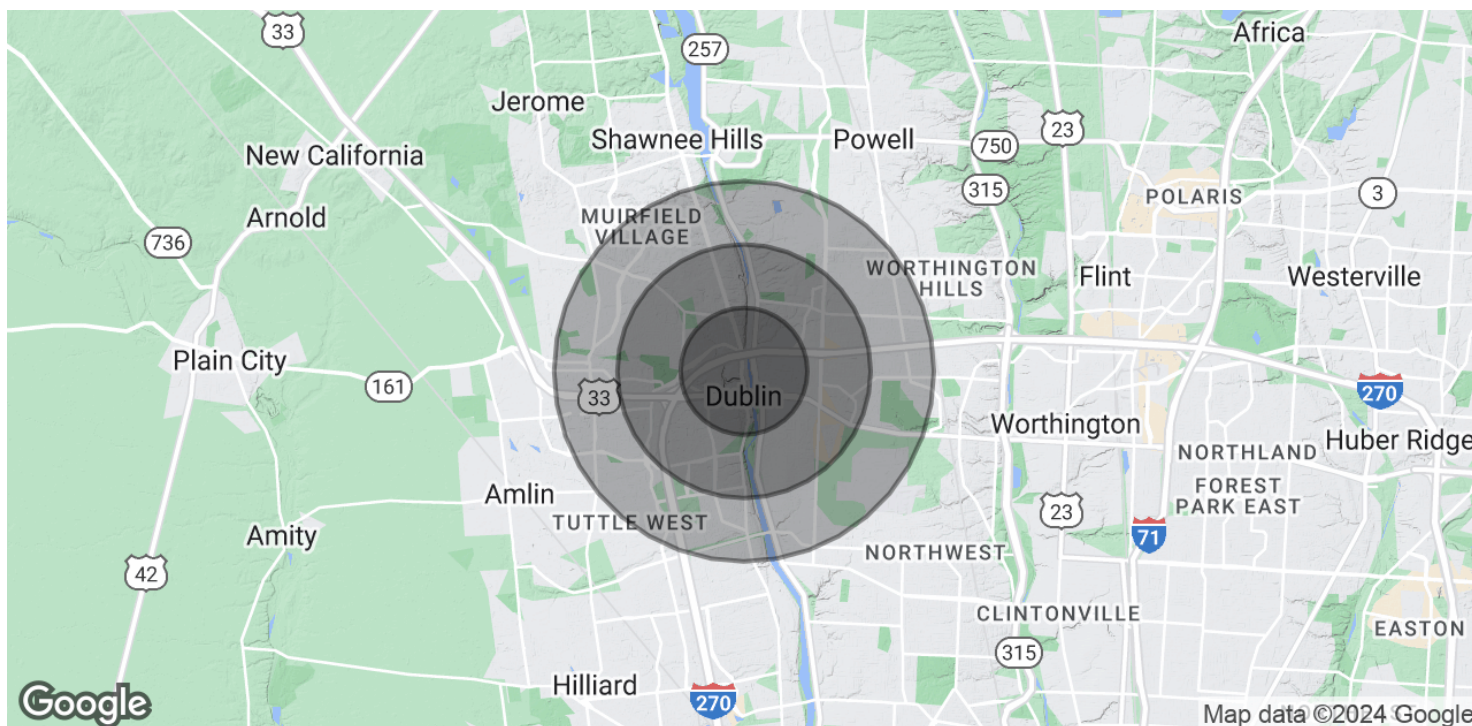 33
257
Africa
Jerome
23
Shawnee Hills
Powell
750
New California
315
POLARIS
3
Arnold
MUIRFIELD
VILLAGE
736
WORTHINGTON
HILLS
Flint
Westerville
Plain City
161
33
Dublin
270
Worthington
Huber Ridge
NORTHLAND
Amlin
FOREST
PARK EAST
TUTTLE WEST
23
Amity
71
NORTHWEST
42
CLINTONVILLE
EASTON
315
Hilliard
270
Google
Map data ©2024 Google